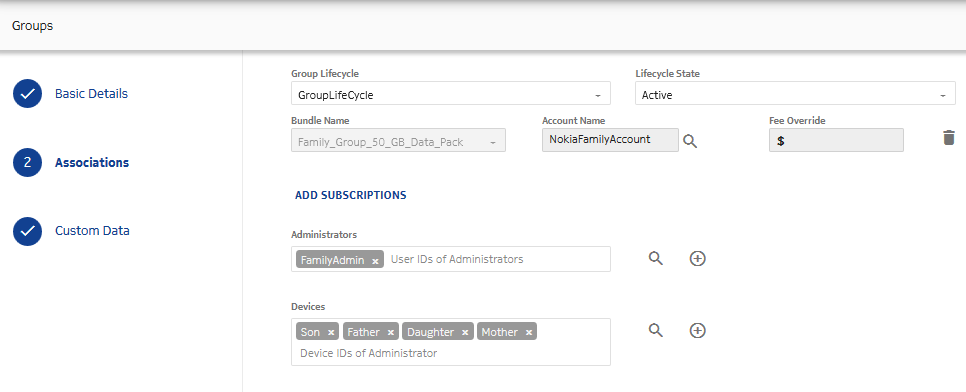 Groups
Basic Details
2 Associations
Custom Data
Group Lifecycle
GroupLifeCycle
Lifecycle State
Active
Bundle Name
Family_Group_50_GB_Data_Pack
Account Name
NokiaFamilyAccount
Fee Override
$
ADD SUBSCRIPTIONS
Administrators
FamilyAdmin × User IDs of Administrators
Devices
Son × Father × Daughter × Mother ×
Device IDs of Administrator